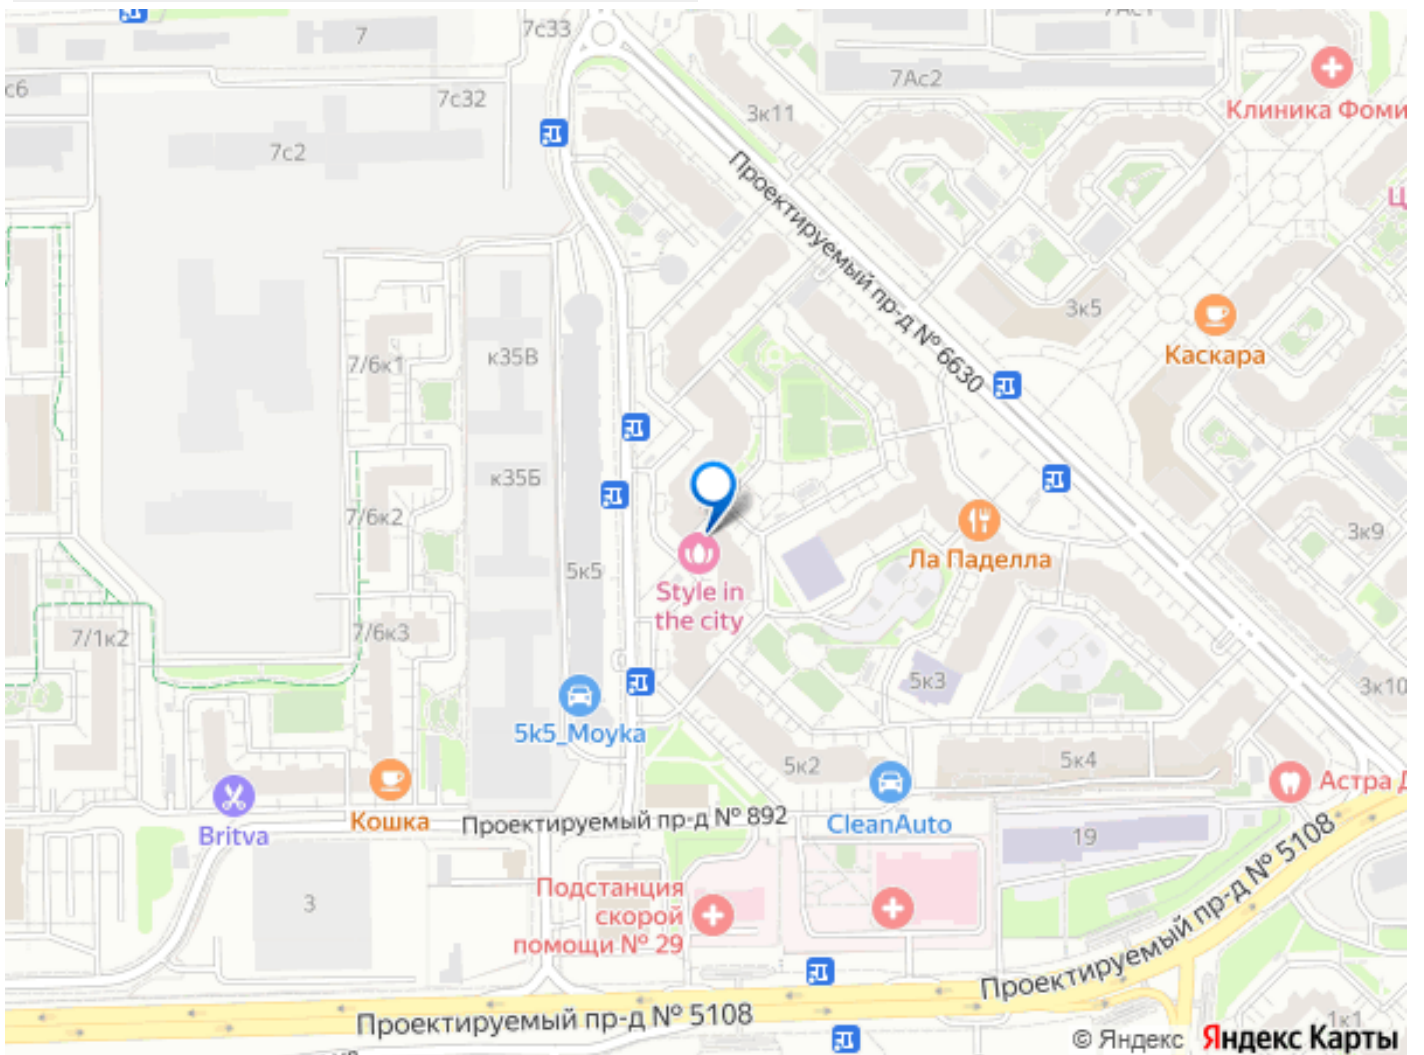 7с33
7
7Ас2
с6
7с32
3к11
Клиника Фоми
7с2
Проектируемый пр-д № 6630
Ц
3к5
к35В
7/6к1
Каскара
к35Б
7/6к2
3к9
5к5
Ла Паделла
Style in
the city
7/1к2
7/6к3
5к3
3к10
5k5_Moyka
5к2
5к4
Астра Д
Britva
Кошка
Проектируемый пр-д № 892
CleanAuto
19
Проектируемый пр-д № 5108
3
Подстанция
скорой
помощи № 29
Проектируемый пр-д № 5108
1к1
© Яндекс Яндекс Карты